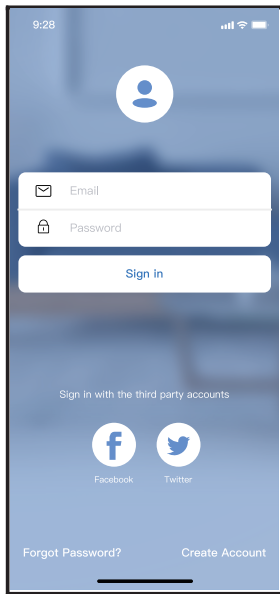 9:28
Email
Password
Sign in
Sign in with the third party accounts
Facebook Twitter
Forgot Password? Create Account